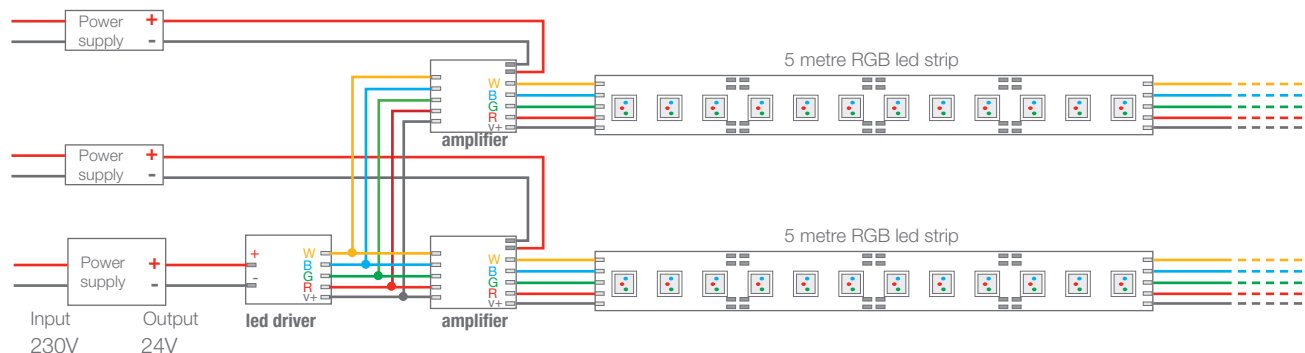 Power
supply
+
-
5 metre RGB led strip
W
B
G
R
v+
amplifier
Power
supply
+
-
5 metre RGB led strip
Power
supply
+
-
+
-
W
B
G
R
v+
led driver
W
B
G
R
v+
amplifier
Input
230V
Output
24V